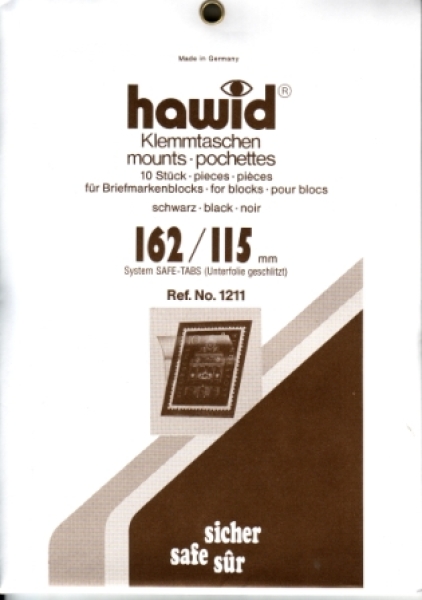 Made in Germany
hawid®
Klemmtaschen
mounts · pochettes
10 Stück · pieces · pièces
für Briefmarkenblocks · for blocks · pour blocs
schwarz · black · noir
162/115 mm
System SAFE-TABS (Unterfolie geschlitzt)
Ref. No. 1211
sicher
safe
sûr